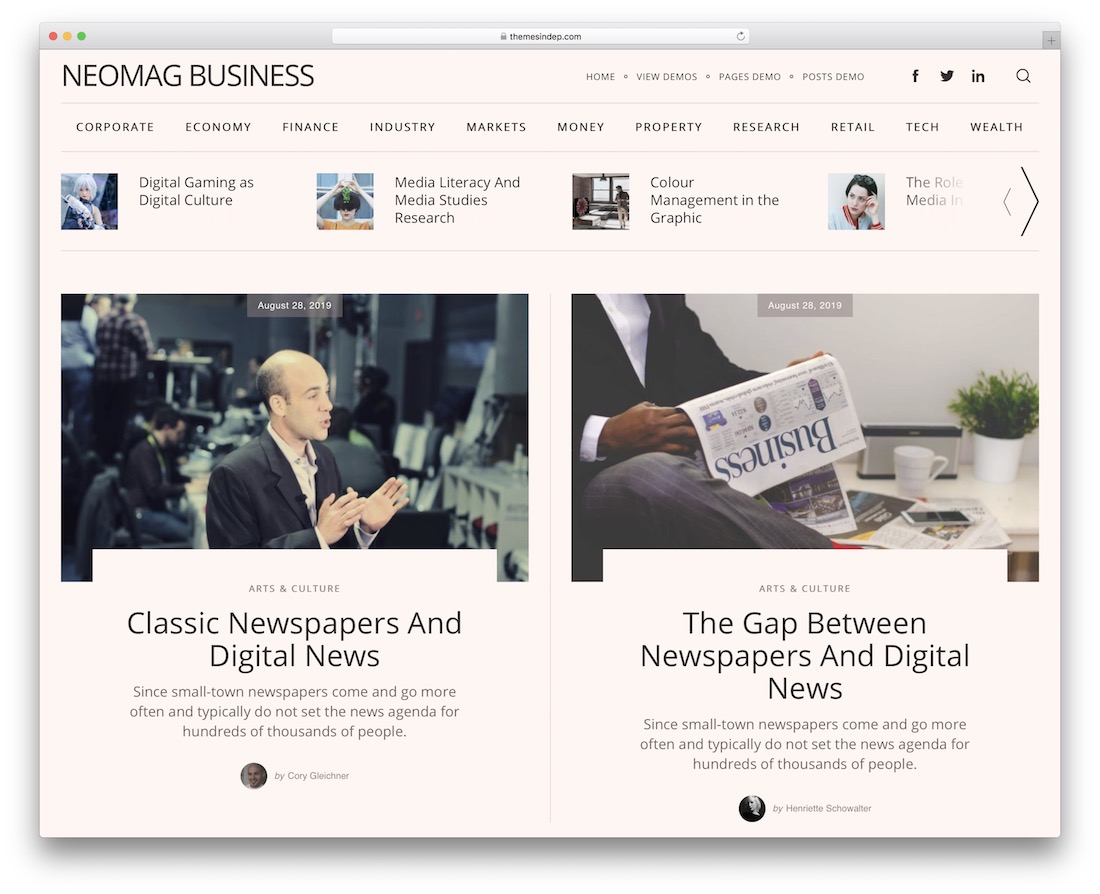 themesindep.com
NEOMAG BUSINESS
HOME
VIEW DEMOS
PAGES DEMO
POSTS DEMO
CORPORATE
ECONOMY
FINANCE
INDUSTRY
MARKETS
MONEY
PROPERTY
RESEARCH
RETAIL
TECH
WEALTH
Digital Gaming as
Digital Culture
Media Literacy And
Media Studies
Research
Colour
Management in the
Graphic
The Role
Media In
August 28, 2019
ARTS & CULTURE
Classic Newspapers And
Digital News
Since small-town newspapers come and go more
often and typically do not set the news agenda for
hundreds of thousands of people.
by Cory Gleichner
August 28, 2019
Business
ARTS & CULTURE
The Gap Between
Newspapers And Digital
News
Since small-town newspapers come and go more
often and typically do not set the news agenda for
hundreds of thousands of people.
by Henriette Schowalter